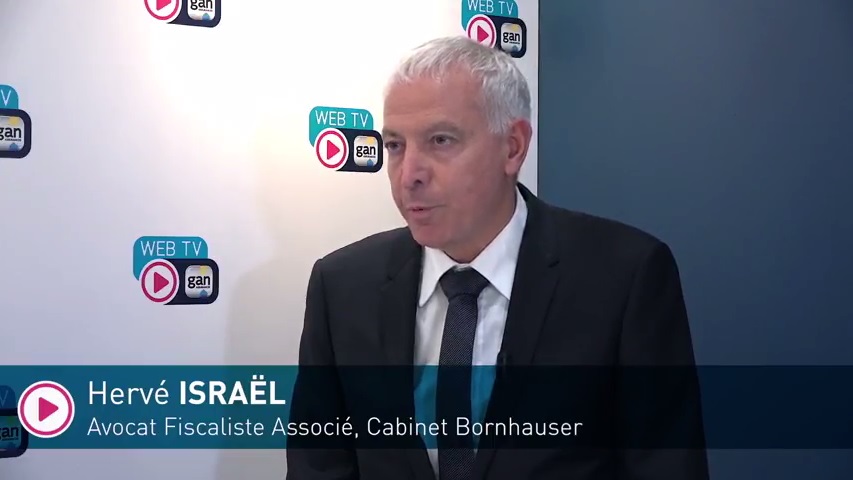 WEB TV
gan
WEB TV
gan
gan
WEB TV
gan
WEB TV
gan
Hervé ISRAËL
Avocat Fiscaliste Associé, Cabinet Bornhauser
gan